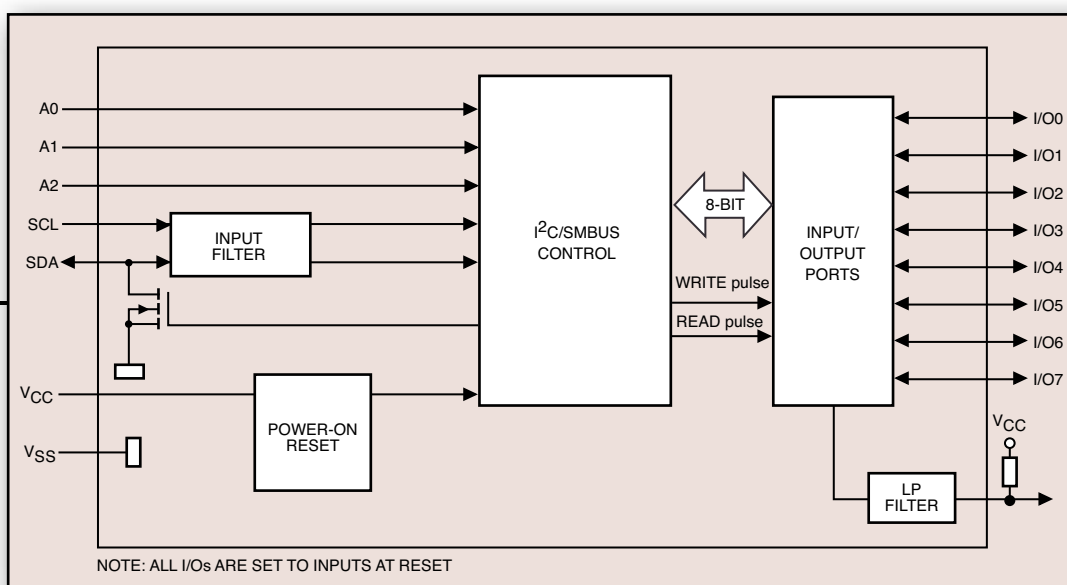 A0
A1
A2
SCL
SDA
VCC
VSS
INPUT
FILTER
POWER-ON
RESET
I2C/SMBUS
CONTROL
8-BIT
WRITE pulse
READ pulse
INPUT/
OUTPUT
PORTS
I/O0
I/O1
I/O2
I/O3
I/O4
I/O5
I/O6
I/O7
VCC
LP
FILTER
NOTE: ALL I/Os ARE SET TO INPUTS AT RESET